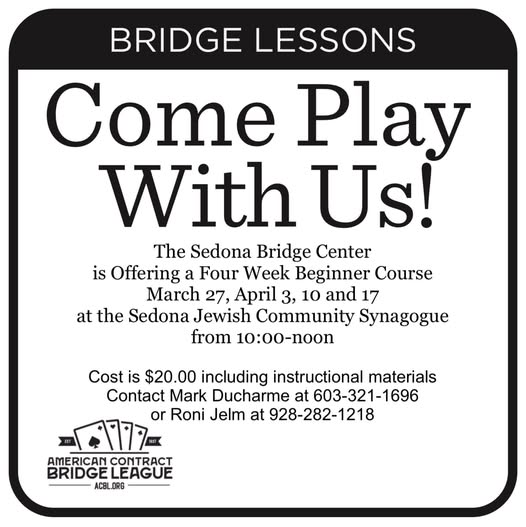 BRIDGE LESSONS
Come Play
With Us!
The Sedona Bridge Center
is Offering a Four Week Beginner Course
March 27, April 3, 10 and 17
at the Sedona Jewish Community Synagogue
from 10:00-noon
Cost is $20.00 including instructional materials
Contact Mark Ducharme at 603-321-1696
or Roni Jelm at 928-282-1218
AMERICAN CONTRACT
BRIDGE LEAGUE
ACBL.ORG